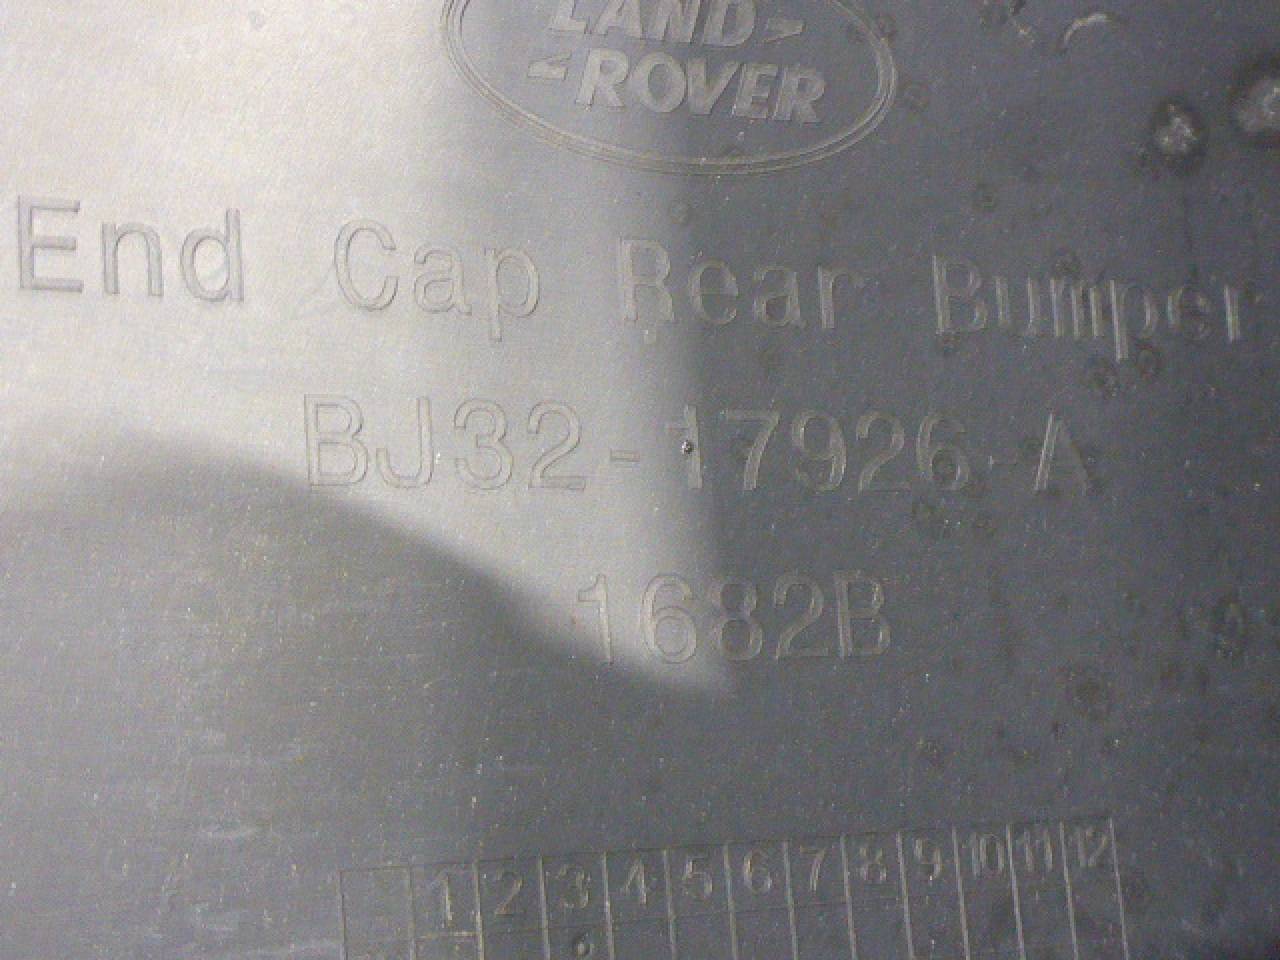 LAND
ROVER
End Cap Rear Bumper
BJ32-17926-A
1682B
1 2 3 4 5 6 7 8 9 10 11 12